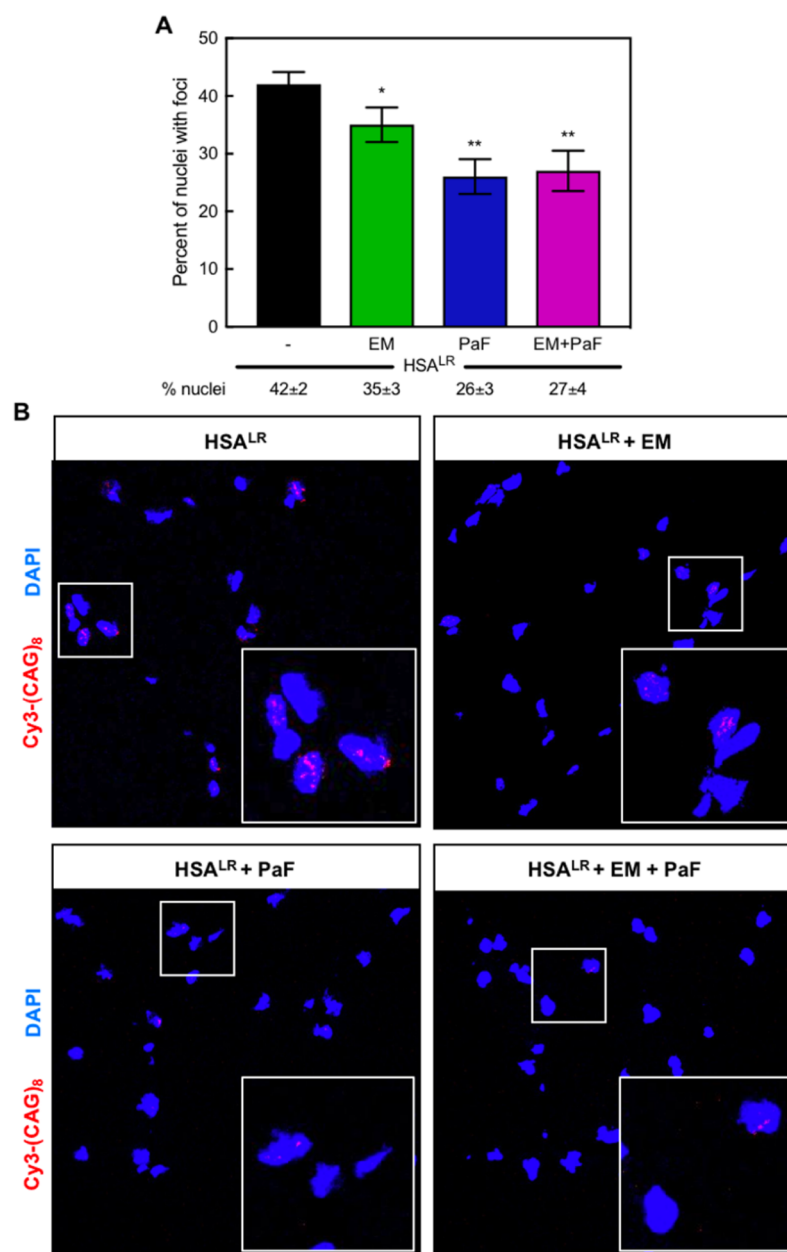 A
50
40
30
20
10
0
Percent of nuclei with foci
*
**
**
- EM PaF EM+PaF
HSA^LR
% nuclei 42±2 35±3 26±3 27±4
B
HSA^LR
HSA^LR + EM
Cy3-(CAG)₈ DAPI
HSA^LR + PaF
HSA^LR + EM + PaF
Cy3-(CAG)₈ DAPI